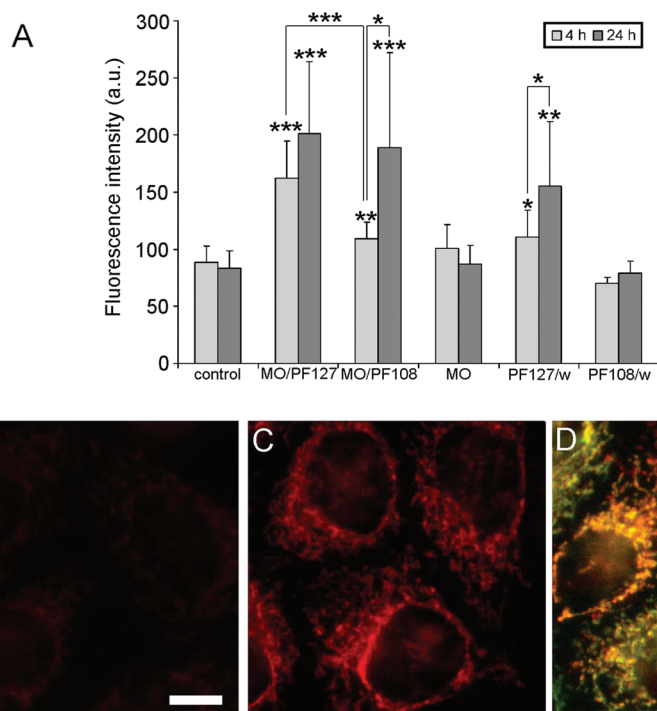 A
Fluorescence intensity (a.u.)
300
250
200
150
100
50
0
4 h
24 h
***
***
***
***
*
***
**
*
*
**
control
MO/PF127
MO/PF108
MO
PF127/w
PF108/w
C
D